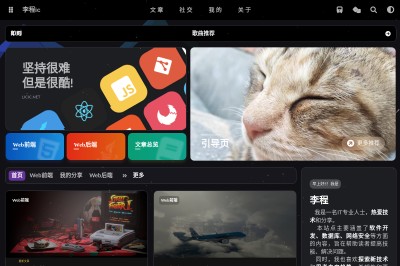 李程lc
文章 社交 我的 关于
歌曲推荐
坚持很难
但是很酷!
引导页
更多推荐
Web前端
Web后端
文章总览
首页 Web前端 我的分享 Web后端 更多
Web前端
Web前端
李程
我是一名IT专业人士，热爱技
术和分享。
本站点主要涵盖了软件开
发、数据库、网络安全等方面
的内容，旨在帮助读者提高技
能、解决问题。
同时，我也喜欢探索新技术